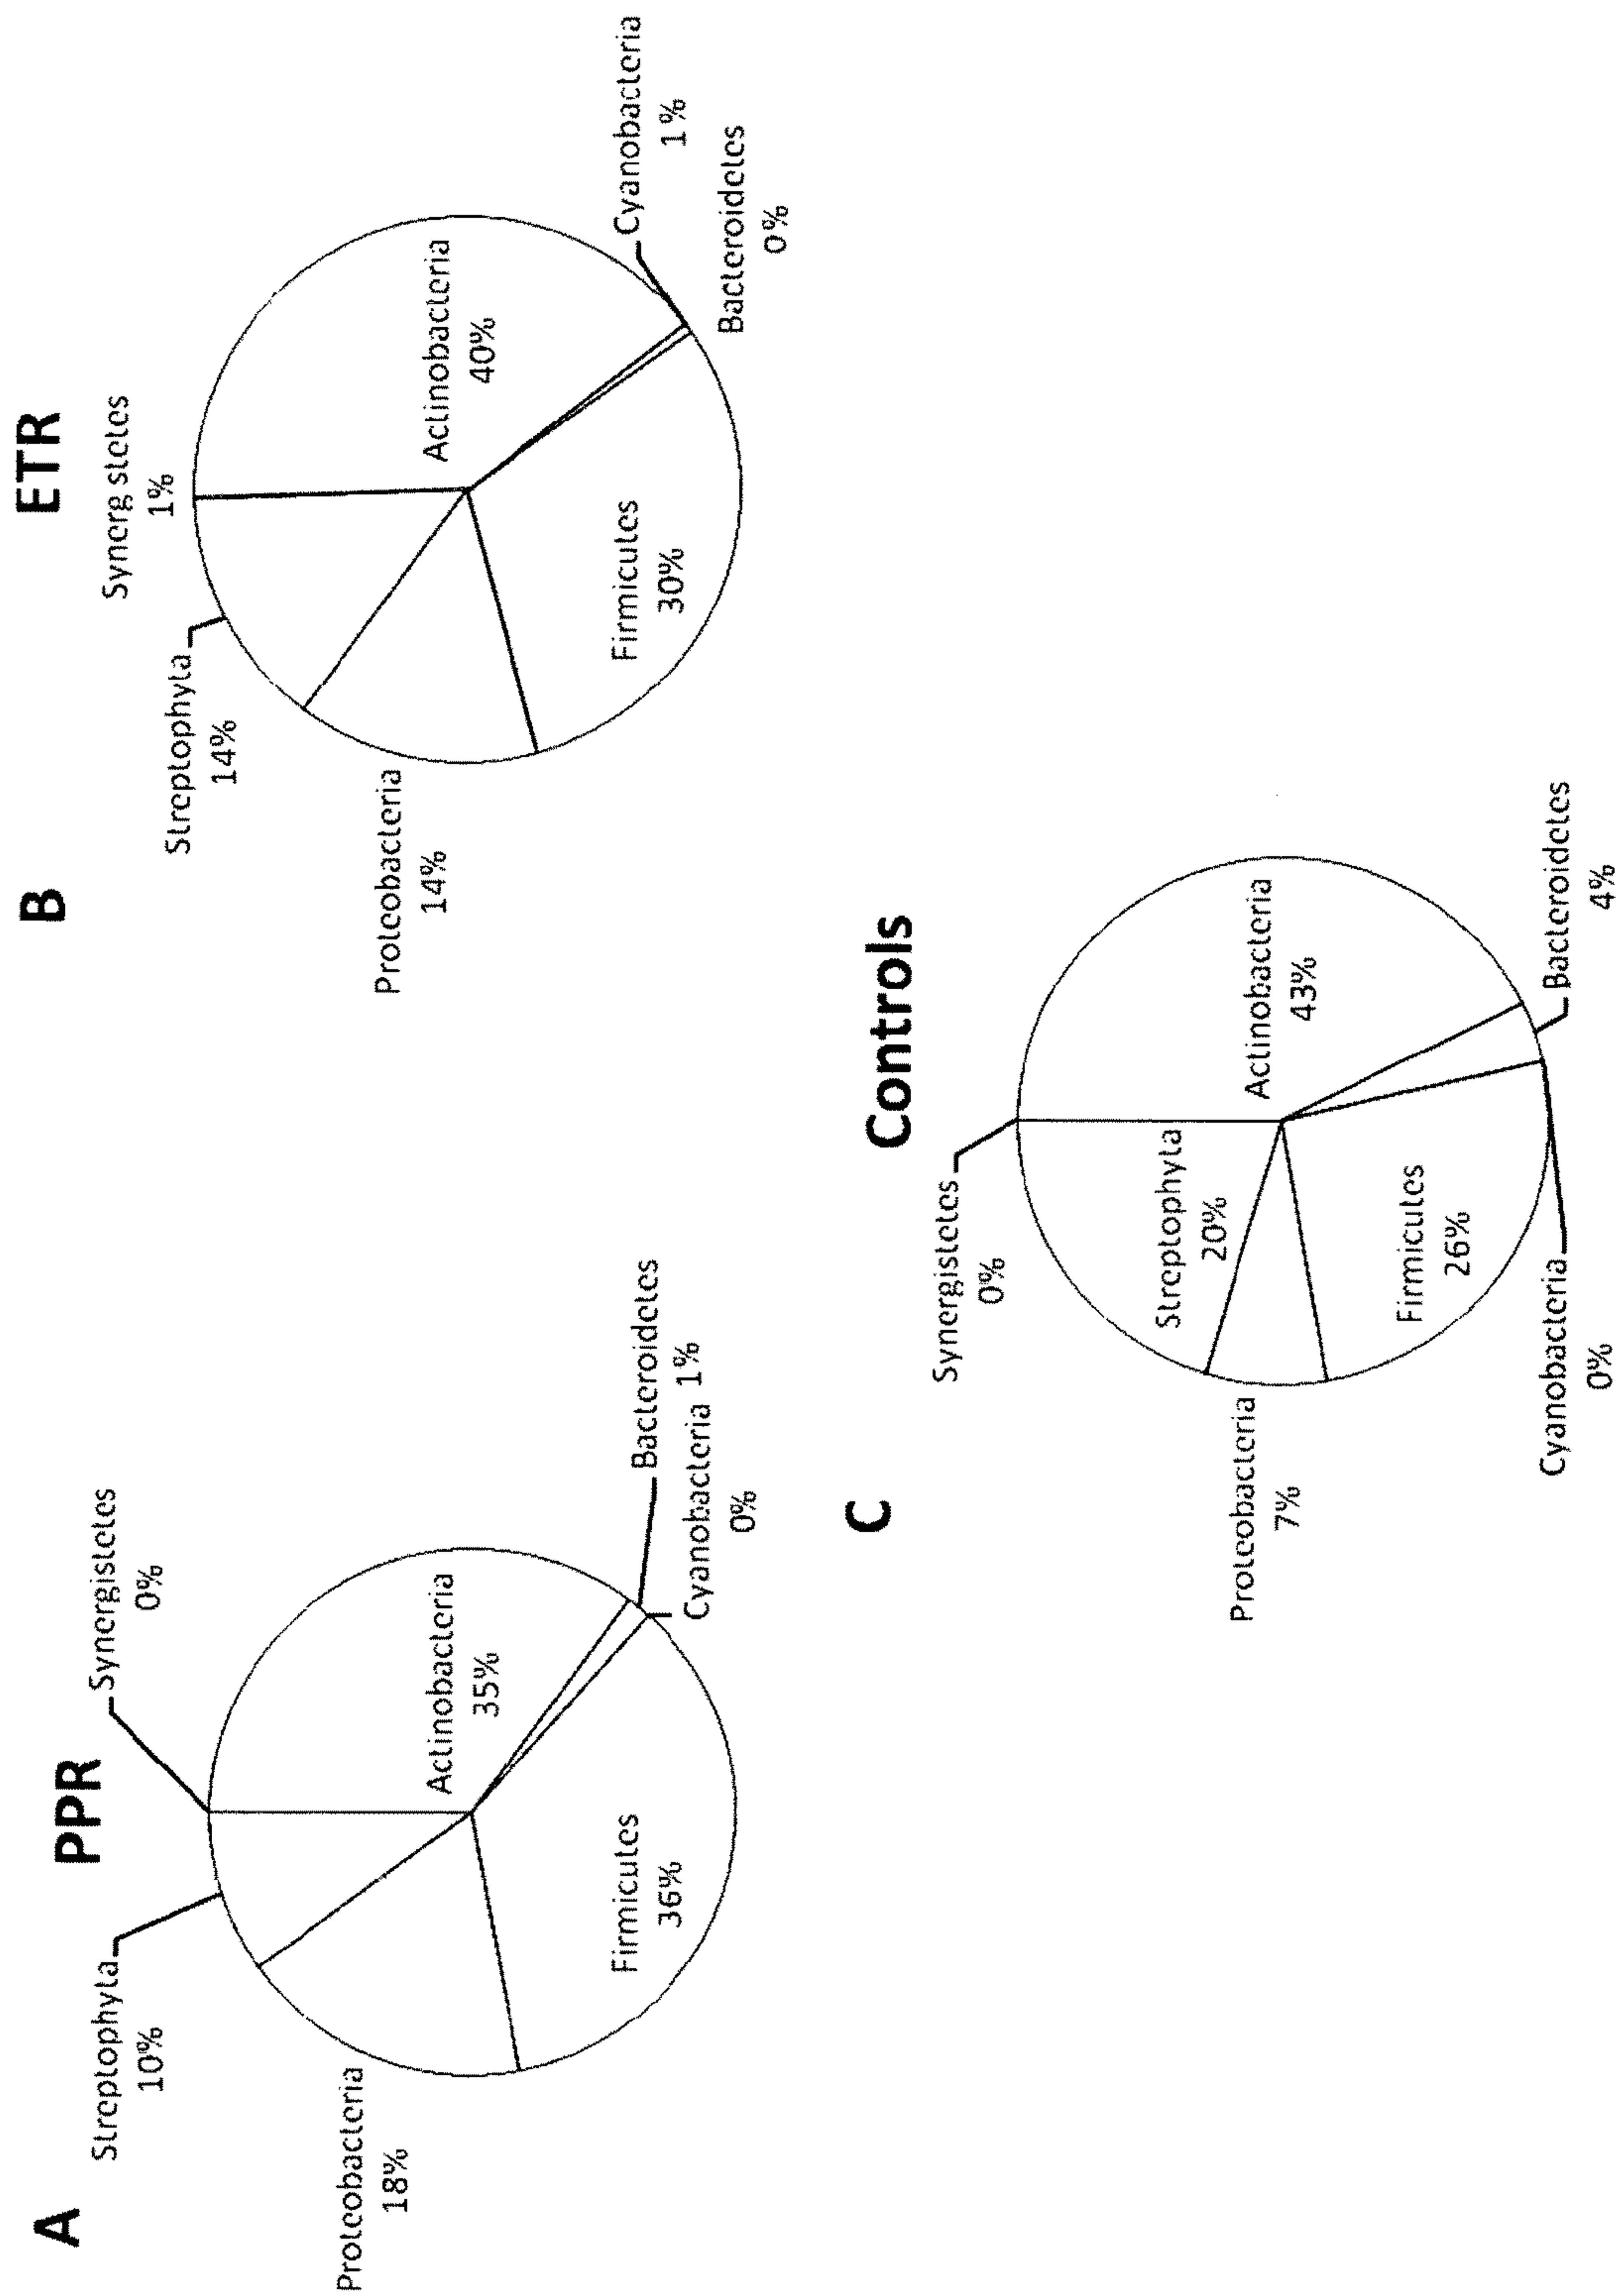 A
PPR
Synergistetes
0%
Streptophyta
10%
Actinobacteria
35%
Proteobacteria
18%
Firmicutes
36%
Bacteroidetes
1%
Cyanobacteria
0%
B
ETR
Synerg stetes
1%
Streptophyta
14%
Actinobacteria
40%
Proteobacteria
14%
Firmicutes
30%
Cyanobacteria
1%
Bacteroidetes
0%
C
Controls
Synergistetes
0%
Streptophyta
20%
Actinobacteria
43%
Proteobacteria
7%
Firmicutes
26%
Bacteroidetes
4%
Cyanobacteria
0%